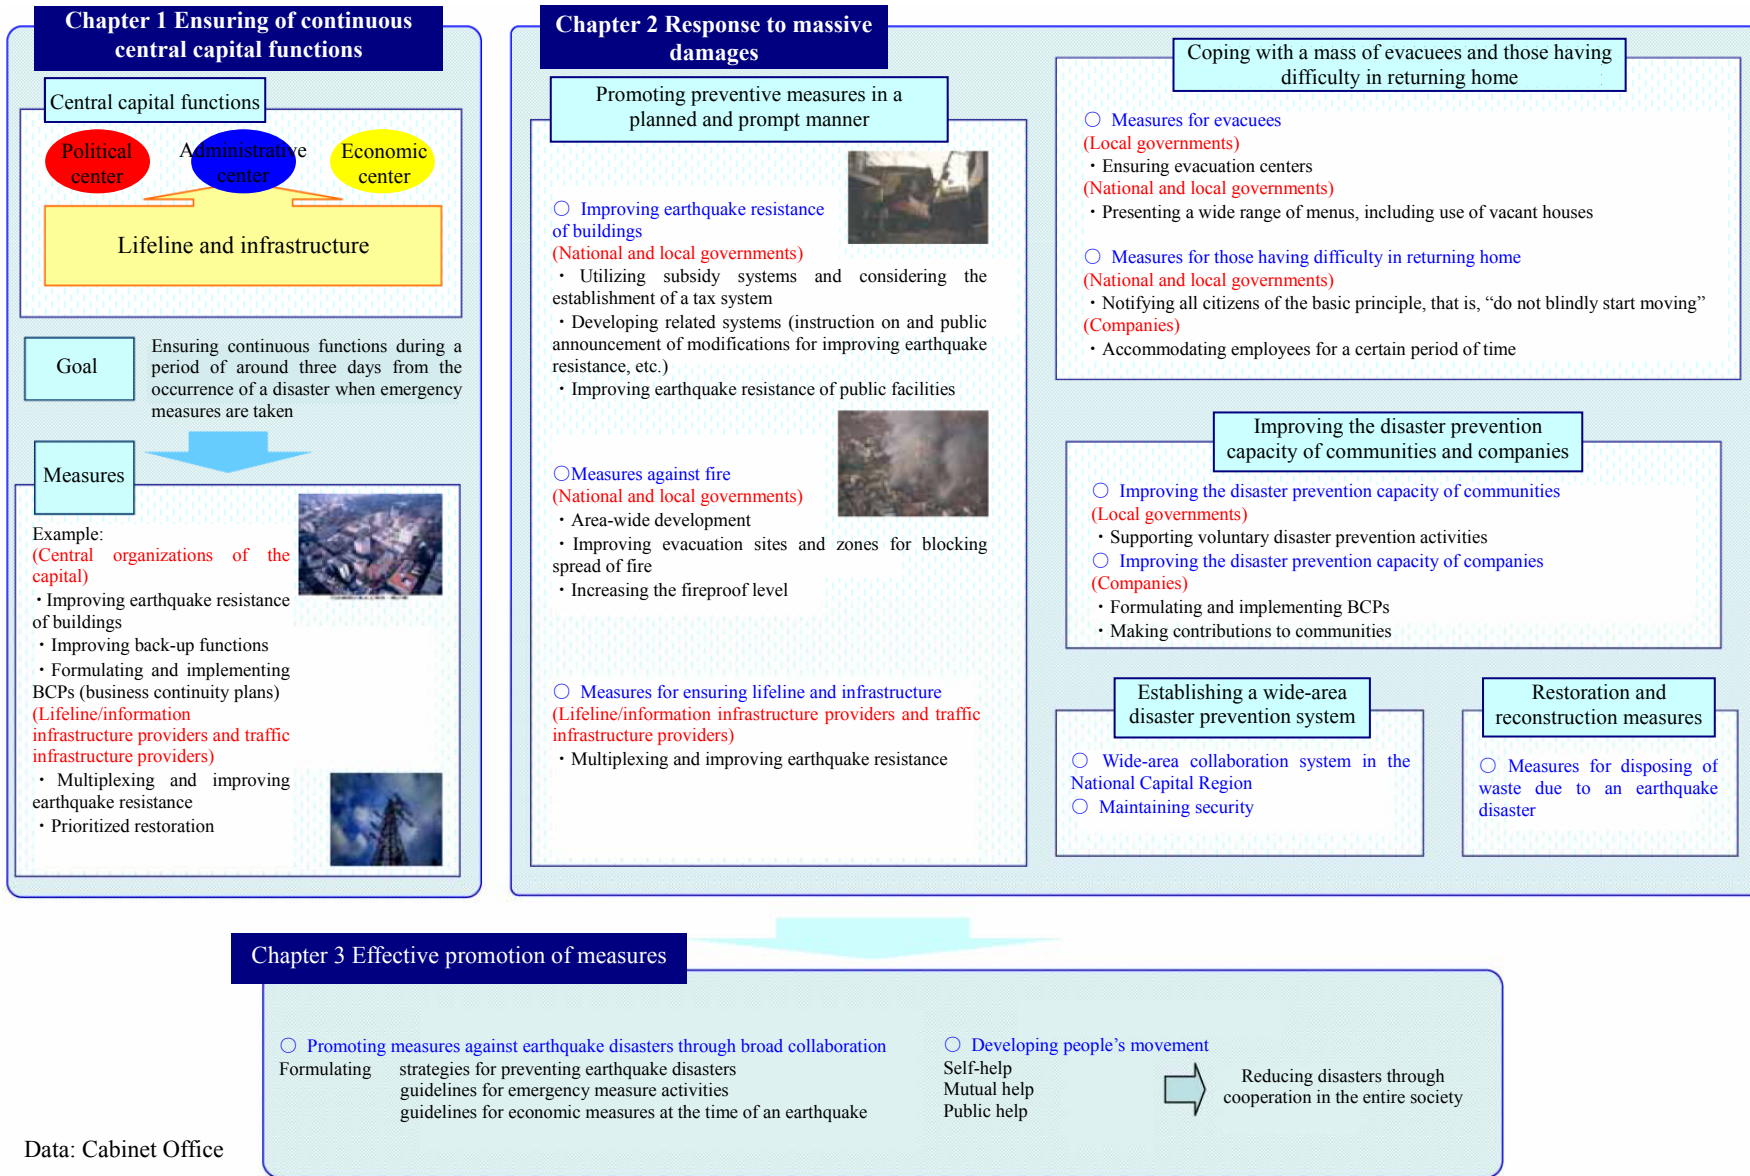 Chapter 1 Ensuring of continuous
central capital functions
Central capital functions
Political
center
Administrative
center
Economic
center
Lifeline and infrastructure
Goal
Ensuring continuous functions during a
period of around three days from the
occurrence of a disaster when emergency
measures are taken
Measures
Example:
(Central organizations of the
capital)
・Improving earthquake resistance
of buildings
・Improving back-up functions
・Formulating and implementing
BCPs (business continuity plans)
(Lifeline/information
infrastructure providers and traffic
infrastructure providers)
・Multiplexing and improving
earthquake resistance
・Prioritized restoration
Chapter 2 Response to massive
damages
Promoting preventive measures in a
planned and prompt manner
○ Improving earthquake resistance
of buildings
(National and local governments)
・Utilizing subsidy systems and considering the
establishment of a tax system
・Developing related systems (instruction on and public
announcement of modifications for improving earthquake
resistance, etc.)
・Improving earthquake resistance of public facilities
○Measures against fire
(National and local governments)
・Area-wide development
・Improving evacuation sites and zones for blocking
spread of fire
・Increasing the fireproof level
○ Measures for ensuring lifeline and infrastructure
(Lifeline/information infrastructure providers and traffic
infrastructure providers)
・Multiplexing and improving earthquake resistance
Coping with a mass of evacuees and those having
difficulty in returning home
○ Measures for evacuees
(Local governments)
・Ensuring evacuation centers
(National and local governments)
・Presenting a wide range of menus, including use of vacant houses
○ Measures for those having difficulty in returning home
(National and local governments)
・Notifying all citizens of the basic principle, that is, “do not blindly start moving”
(Companies)
・Accommodating employees for a certain period of time
Improving the disaster prevention
capacity of communities and companies
○ Improving the disaster prevention capacity of communities
(Local governments)
・Supporting voluntary disaster prevention activities
○ Improving the disaster prevention capacity of companies
(Companies)
・Formulating and implementing BCPs
・Making contributions to communities
Establishing a wide-area
disaster prevention system
○ Wide-area collaboration system in the
National Capital Region
○ Maintaining security
Restoration and
reconstruction measures
○ Measures for disposing of
waste due to an earthquake
disaster
Chapter 3 Effective promotion of measures
○ Promoting measures against earthquake disasters through broad collaboration
Formulating strategies for preventing earthquake disasters
guidelines for emergency measure activities
guidelines for economic measures at the time of an earthquake
○ Developing people’s movement
Self-help
Mutual help
Public help
Reducing disasters through
cooperation in the entire society
Data: Cabinet Office